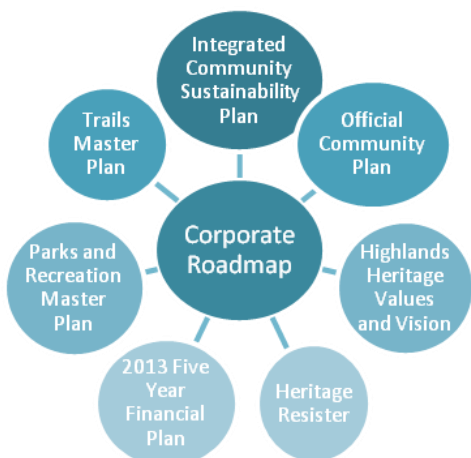 Integrated
Community
Sustainability
Plan
Official
Community
Plan
Highlands
Heritage
Values
and Vision
Heritage
Resister
2013 Five
Year
Financial
Plan
Parks and
Recreation
Master
Plan
Trails
Master
Plan
Corporate
Roadmap